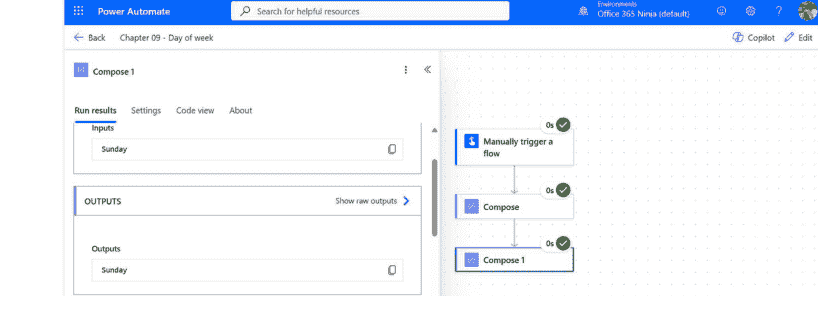 Power Automate
Search for helpful resources
Environments
Office 365 Ninja (default)
?
Back
Chapter 09 - Day of week
Copilot
Edit
Compose 1
Run results Settings Code view About
Inputs
Sunday
OUTPUTS
Show raw outputs
Outputs
Sunday
0s
Manually trigger a
flow
0s
Compose
0s
Compose 1